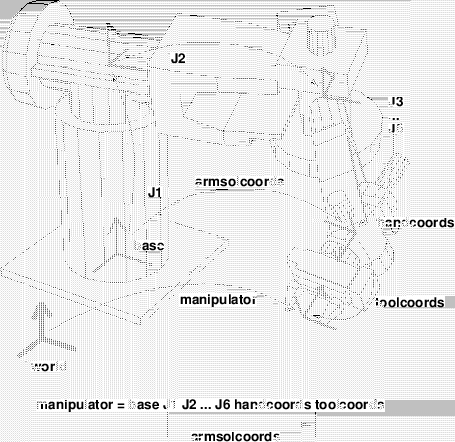 J2
J3
J1
armsolcoords
handcoords
base
manipulator
toolcoords
world
manipulator = base J1 J2 ... J6 handcoords toolcoords
armsolcoords